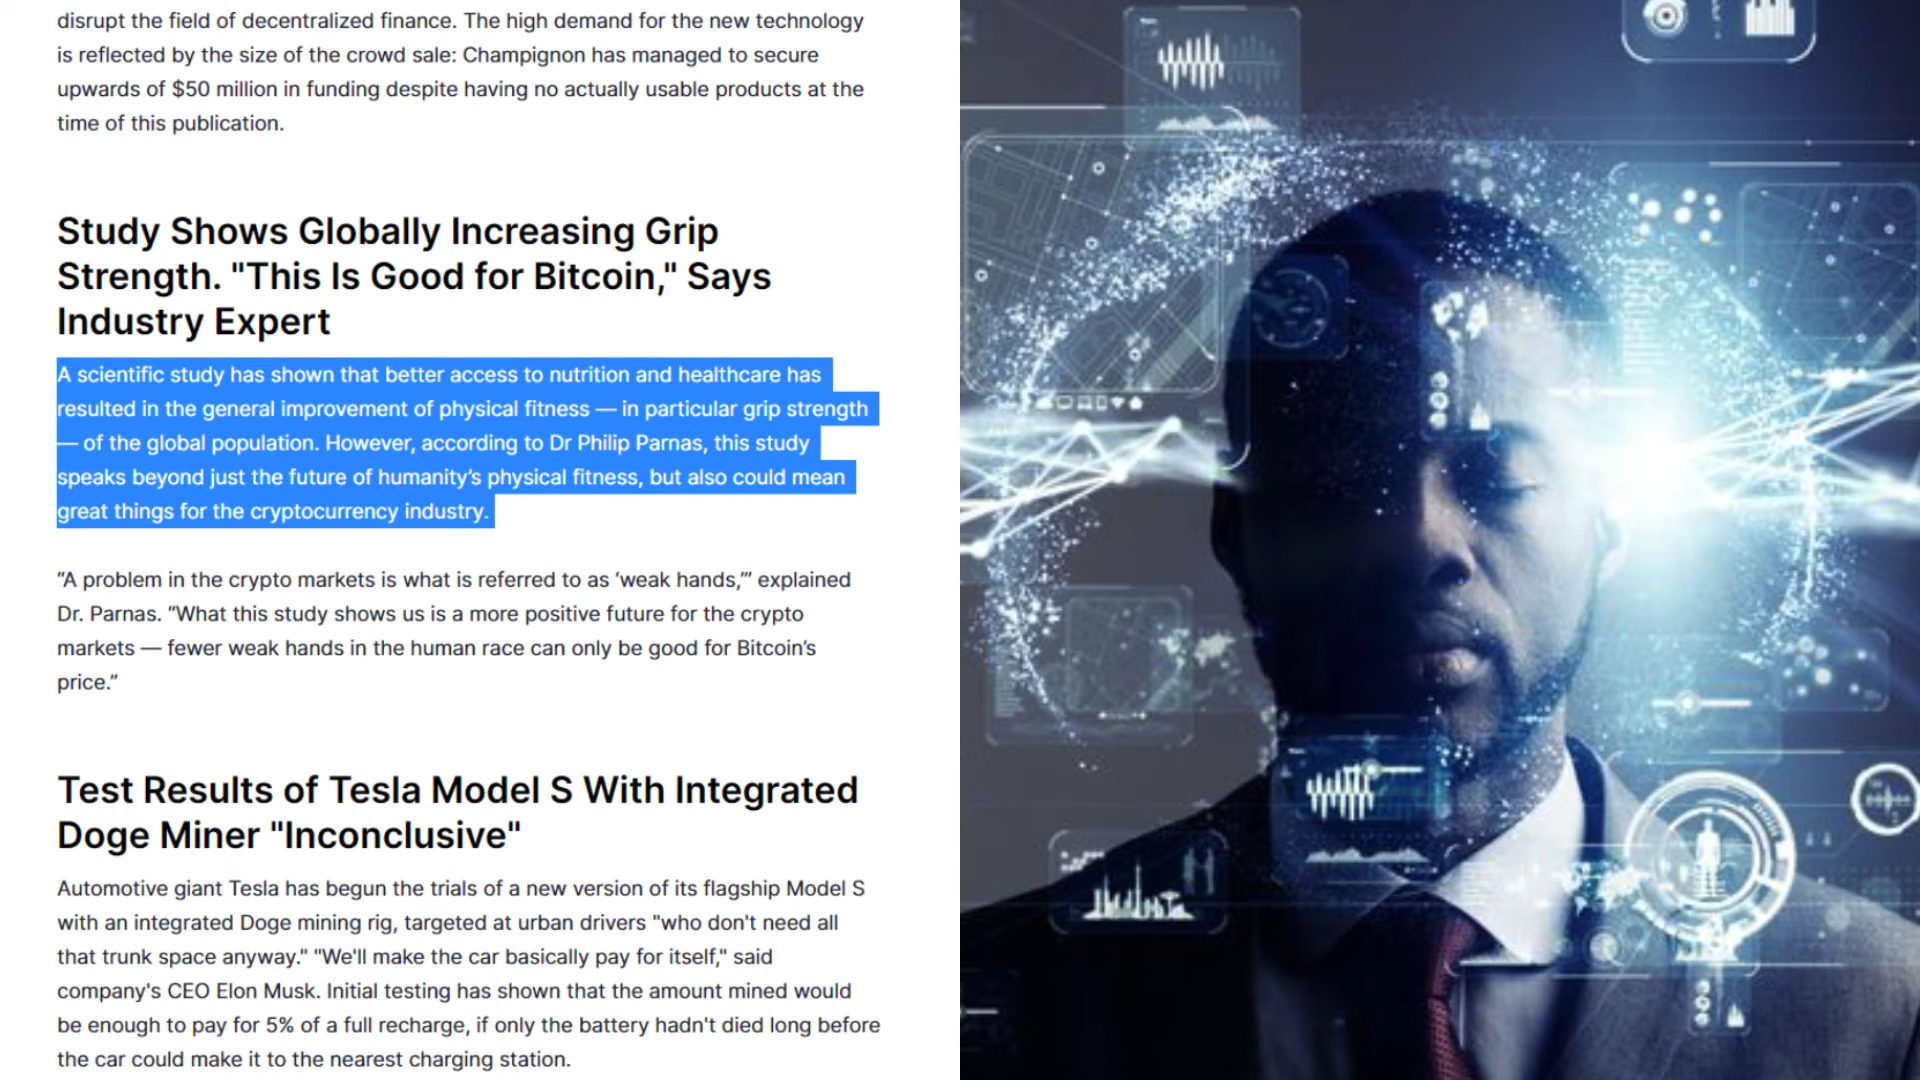 disrupt the field of decentralized finance. The high demand for the new technology
is reflected by the size of the crowd sale: Champignon has managed to secure
upwards of $50 million in funding despite having no actually usable products at the
time of this publication.
Study Shows Globally Increasing Grip
Strength. "This Is Good for Bitcoin," Says
Industry Expert
A scientific study has shown that better access to nutrition and healthcare has
resulted in the general improvement of physical fitness — in particular grip strength
— of the global population. However, according to Dr Philip Parnas, this study
speaks beyond just the future of humanity’s physical fitness, but also could mean
great things for the cryptocurrency industry.
“A problem in the crypto markets is what is referred to as ‘weak hands,’” explained
Dr. Parnas. “What this study shows us is a more positive future for the crypto
markets — fewer weak hands in the human race can only be good for Bitcoin’s
price.”
Test Results of Tesla Model S With Integrated
Doge Miner "Inconclusive"
Automotive giant Tesla has begun the trials of a new version of its flagship Model S
with an integrated Doge mining rig, targeted at urban drivers "who don't need all
that trunk space anyway." "We'll make the car basically pay for itself," said
company's CEO Elon Musk. Initial testing has shown that the amount mined would
be enough to pay for 5% of a full recharge, if only the battery hadn't died long before
the car could make it to the nearest charging station.